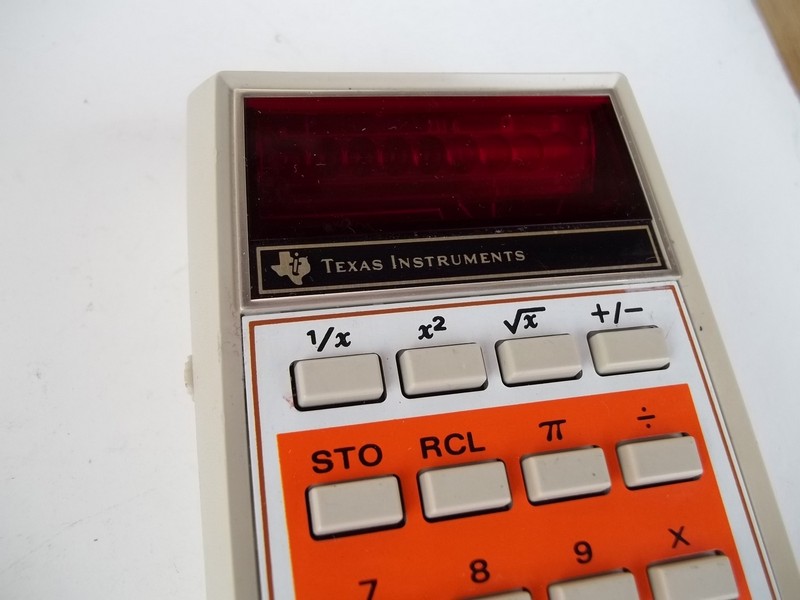 Texas Instruments
1/x x² √x +/-
STO RCL π ÷
7 8 9 X